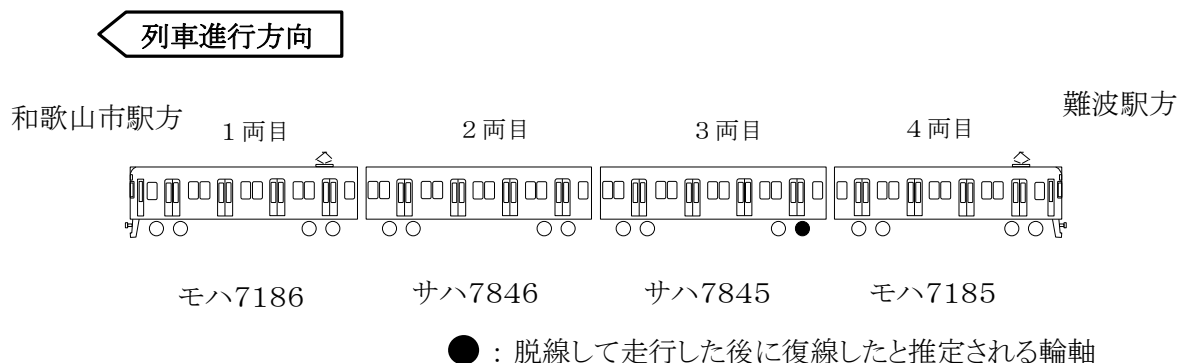 列車進行方向
和歌山市駅方
難波駅方
１両目
２両目
３両目
４両目
モハ7186
サハ7846
サハ7845
モハ7185
●：脱線して走行した後に復線したと推定される輪軸